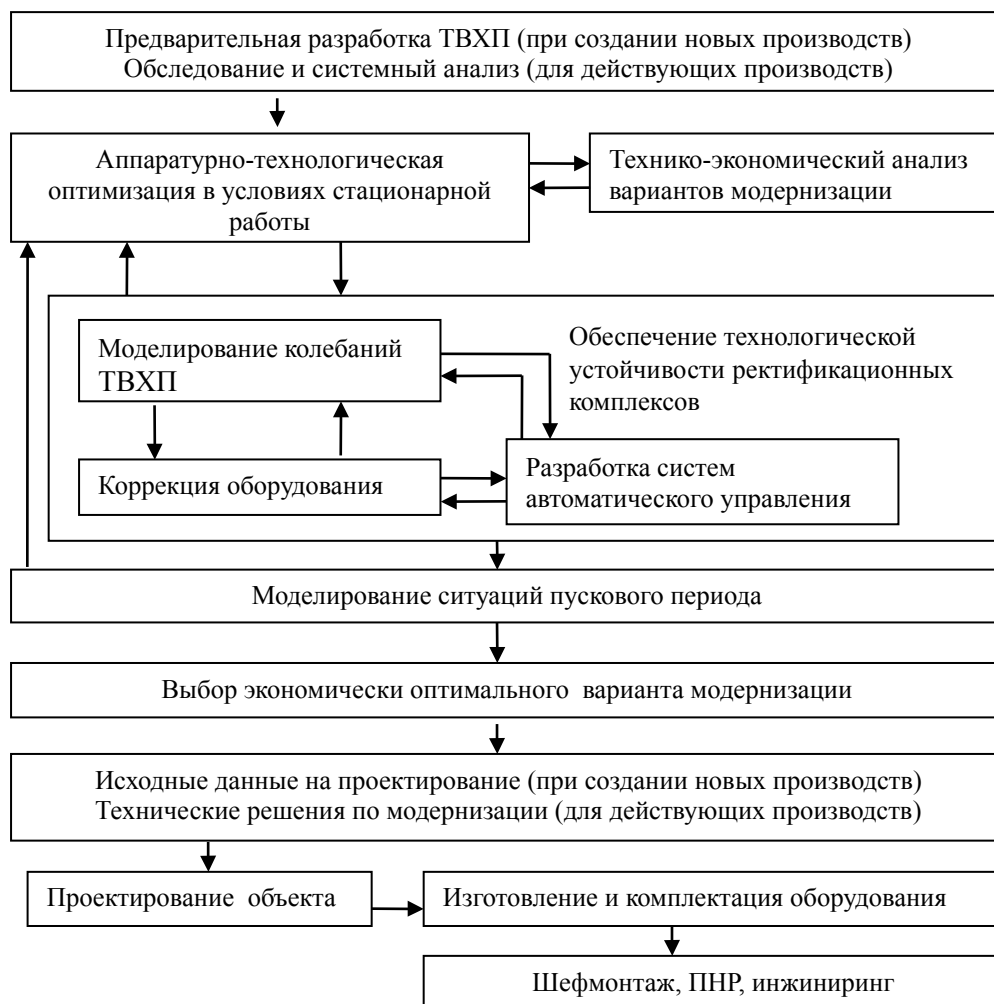 Предварительная разработка ТВХП (при создании новых производств)
Обследование и системный анализ (для действующих производств)
Аппаратурно-технологическая
оптимизация в условиях стационарной
работы
Технико-экономический анализ
вариантов модернизации
Моделирование колебаний
ТВХП
Обеспечение технологической
устойчивости ректификационных
комплексов
Коррекция оборудования
Разработка систем
автоматического управления
Моделирование ситуаций пускового периода
Выбор экономически оптимального варианта модернизации
Исходные данные на проектирование (при создании новых производств)
Технические решения по модернизации (для действующих производств)
Проектирование объекта
Изготовление и комплектация оборудования
Шефмонтаж, ПНР, инжиниринг